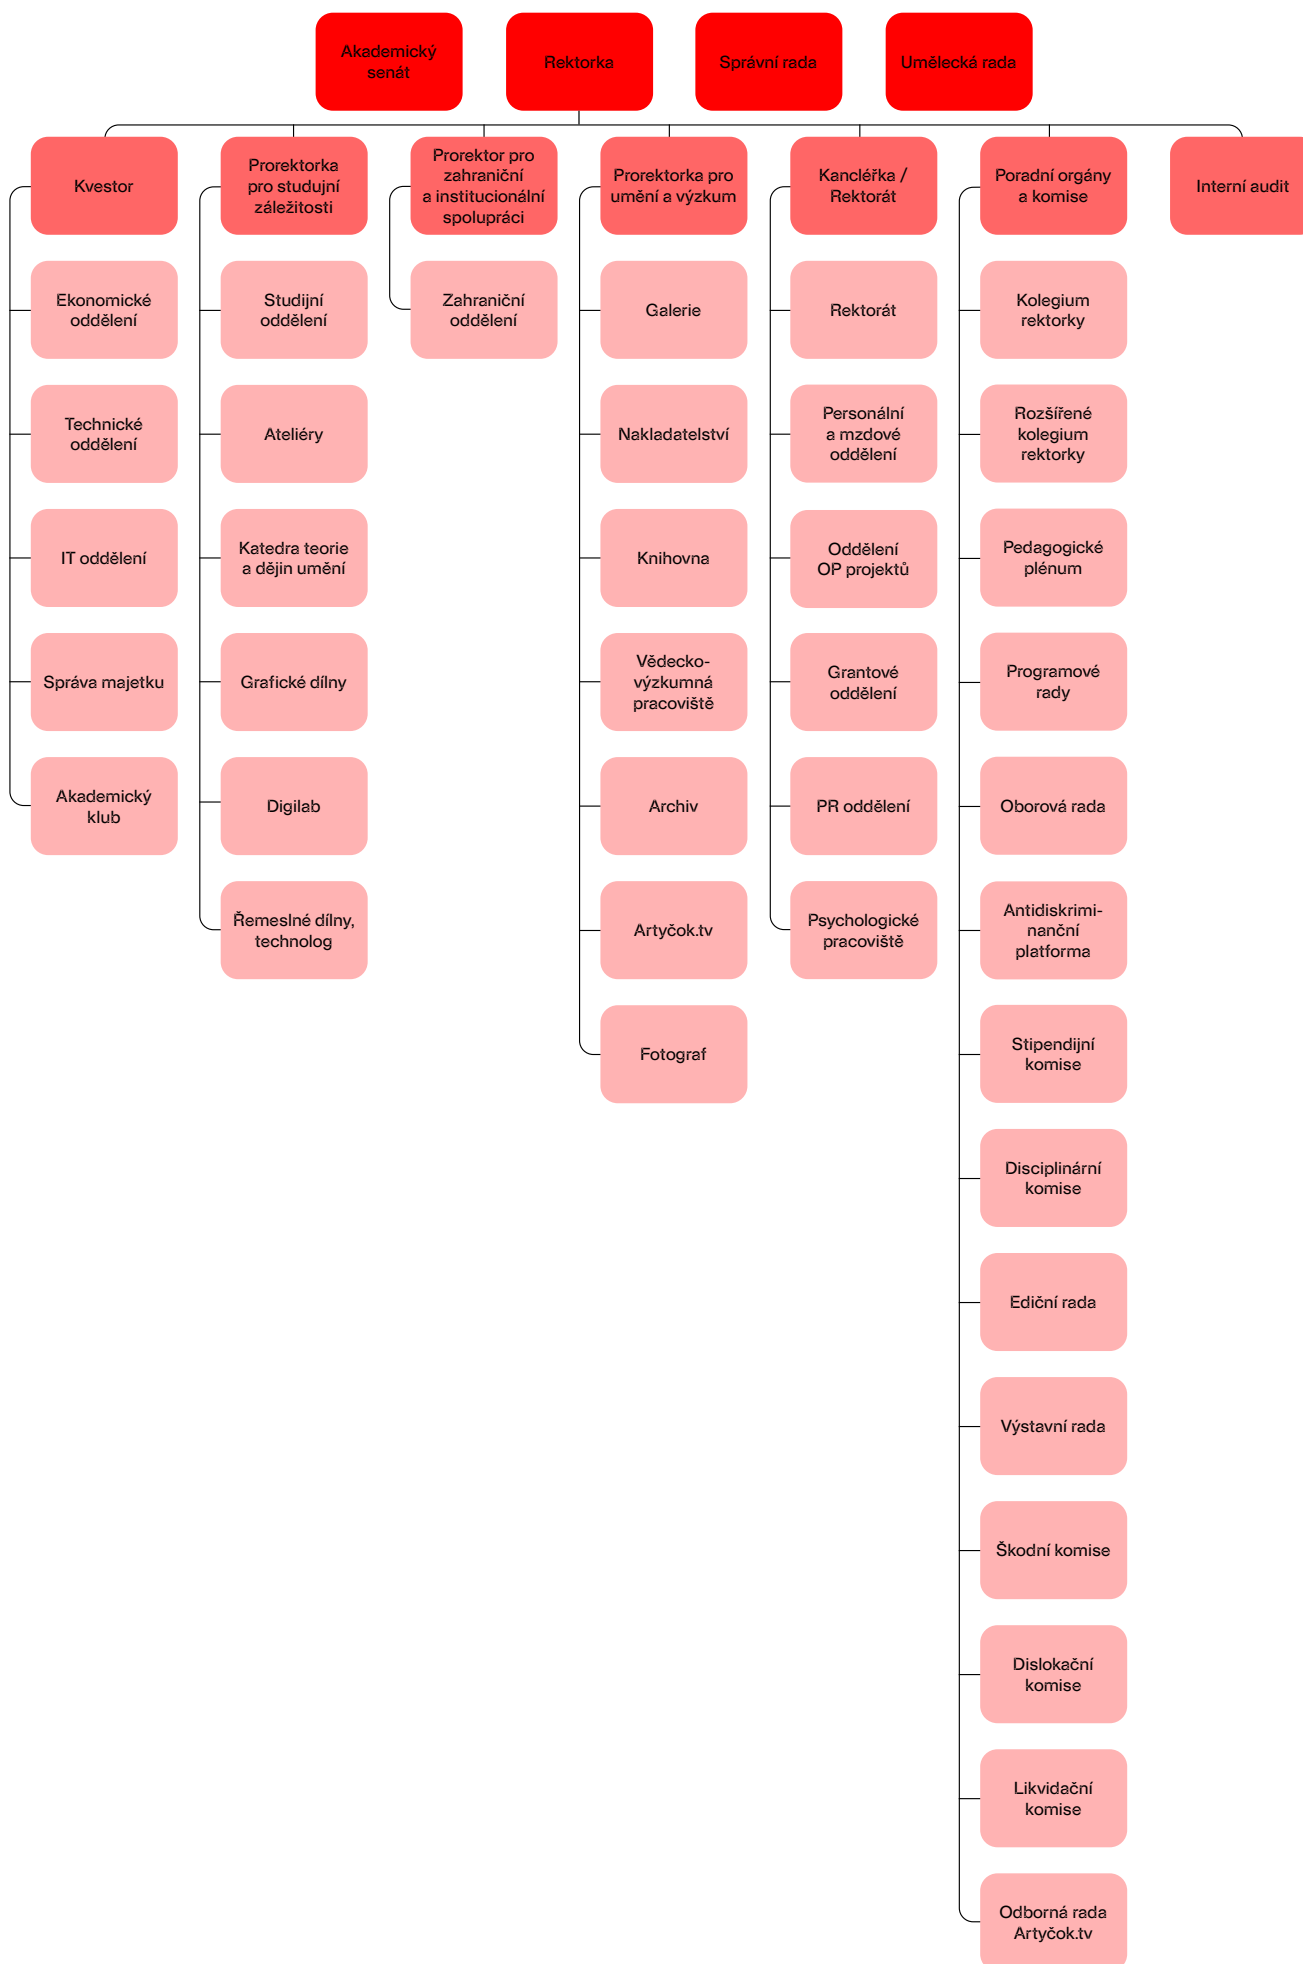 Akademický
senát
Rektorka
Správní rada
Umělecká rada
Kvestor
Ekonomické
oddělení
Technické
oddělení
IT oddělení
Správa majetku
Akademický
klub
Prorektorka
pro studujní
záležitosti
Studijní
oddělení
Ateliéry
Katedra teorie
a dějin umění
Grafické dílny
Digilab
Řemeslné dílny,
technolog
Prorektor pro
zahraniční
a institucionální
spolupráci
Zahraniční
oddělení
Prorektorka pro
umění a výzkum
Galerie
Nakladatelství
Knihovna
Vědecko-
výzkumná
pracoviště
Archiv
Artyčok.tv
Fotograf
Kancléřka /
Rektorát
Rektorát
Personální
a mzdové
oddělení
Oddělení
OP projektů
Grantové
oddělení
PR oddělení
Psychologické
pracoviště
Poradní orgány
a komise
Kolegium
rektorky
Rozšířené
kolegium
rektorky
Pedagogické
plénum
Programové
rady
Oborová rada
Antidiskrimi-
nanční
platforma
Stipendijní
komise
Disciplinární
komise
Ediční rada
Výstavní rada
Škodní komise
Dislokační
komise
Likvidační
komise
Odborná rada
Artyčok.tv
Interní audit